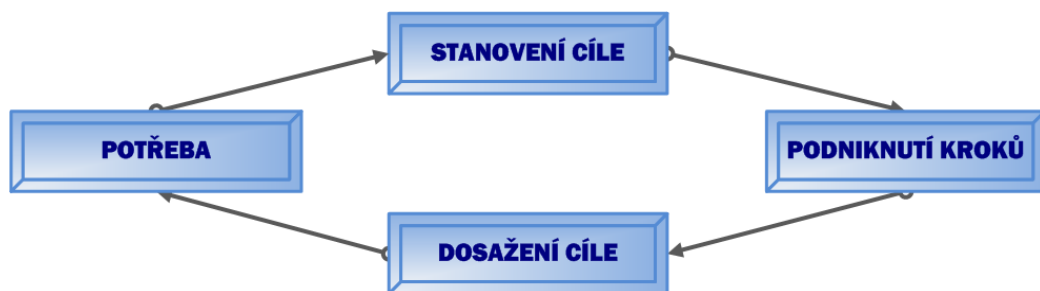 STANOVENÍ CÍLE
POTŘEBA
PODNIKNUTÍ KROKŮ
DOSAŽENÍ CÍLE